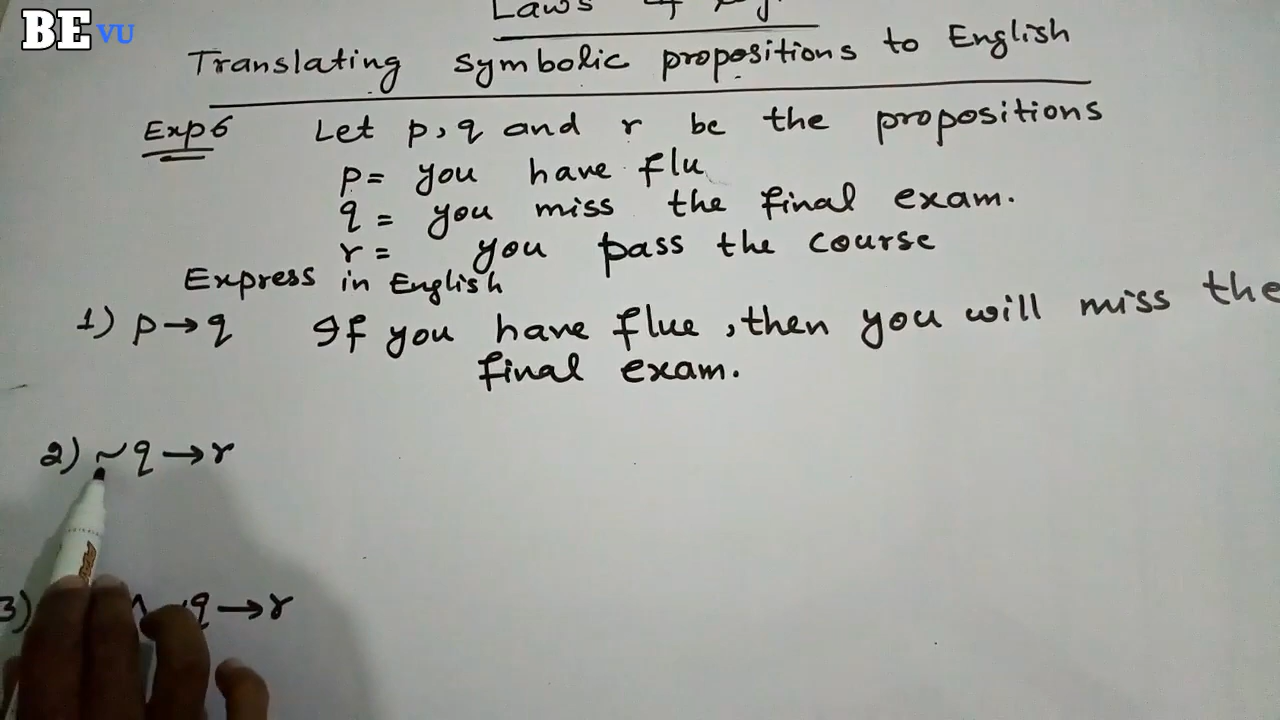 BE VU
Laws
Translating symbolic propositions to English
Exp 6 Let p, q and r be the propositions
p = you have flu
q = you miss the final exam.
r = you pass the course
Express in English
1) p → q If you have flue, then you will miss the
final exam.
2) ~q → r
3) q → r